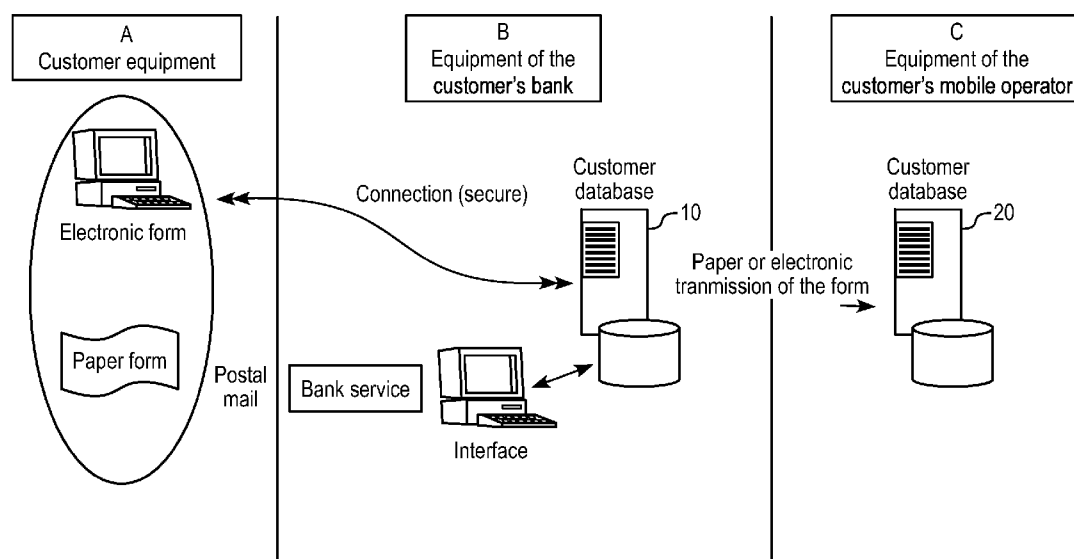 A
Customer equipment
B
Equipment of the
customer's bank
C
Equipment of the
customer's mobile operator
Electronic form
Paper form
Postal
mail
Connection (secure)
Customer
database
10
Bank service
Interface
Paper or electronic
tranmission of the form
Customer
database
20